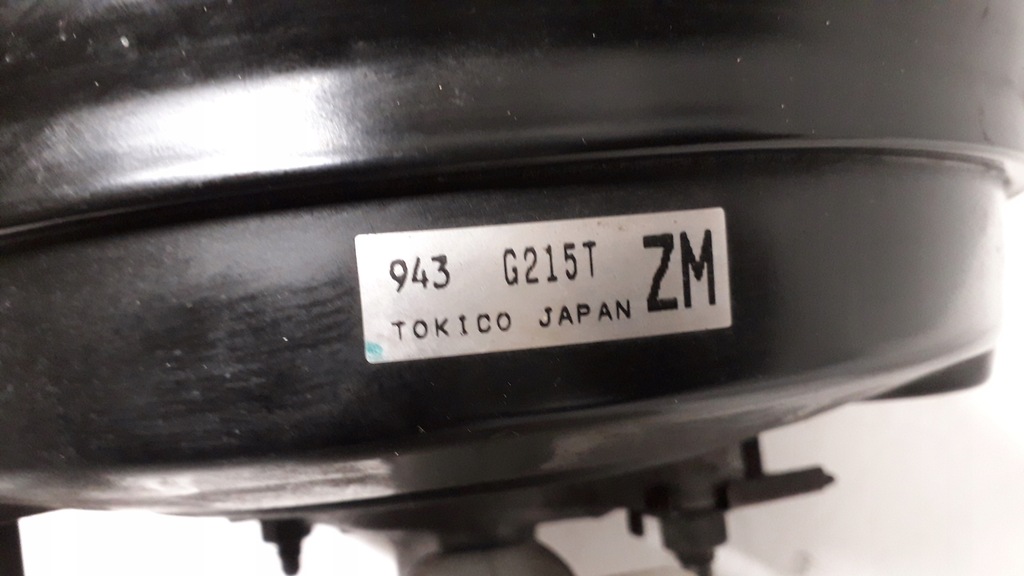 943 G215T ZM
TOKICO JAPAN